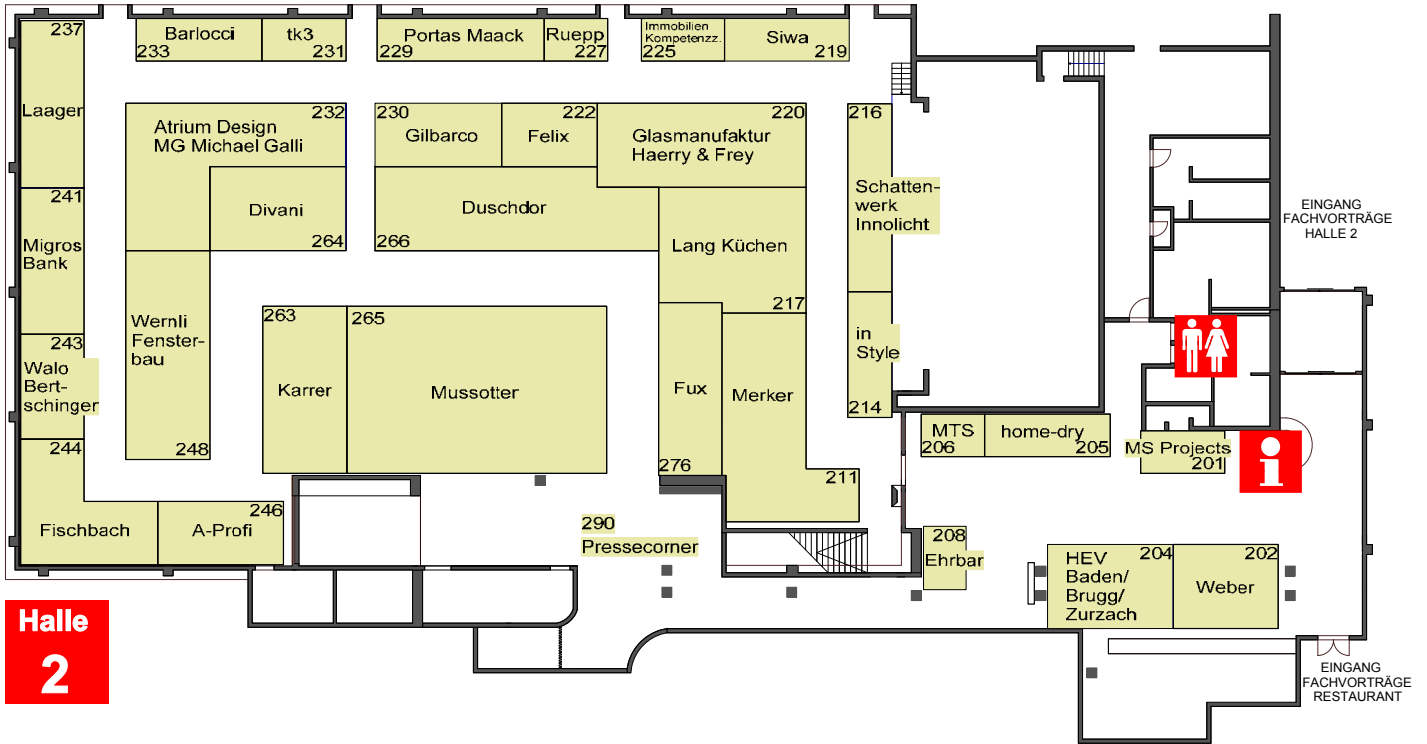 237
Laager
Barlocci
233
tk3
231
Portas Maack
229
Ruepp
227
Immobilien
Kompetenzz.
225
Siwa
219
232
Atrium Design
MG Michael Galli
230
Gilbarco
222
Felix
220
Glasmanufaktur
Haerry & Frey
216
Schatten-
werk
Innolicht
241
Migros
Bank
Divani
264
Duschdor
266
Lang Küchen
217
EINGANG
FACHVORTRÄGE
HALLE 2
243
Walo
Bert-
schinger
Wernli
Fenster-
bau
248
263
Karrer
265
Mussotter
Fux
276
Merker
211
in
Style
214
MTS
206
home-dry
205
MS Projects
201
i
244
Fischbach
246
A-Profi
290
Pressecorner
208
Ehrbar
HEV
Baden/
Brugg/
Zurzach
204
202
Weber
Halle
2
EINGANG
FACHVORTRÄGE
RESTAURANT